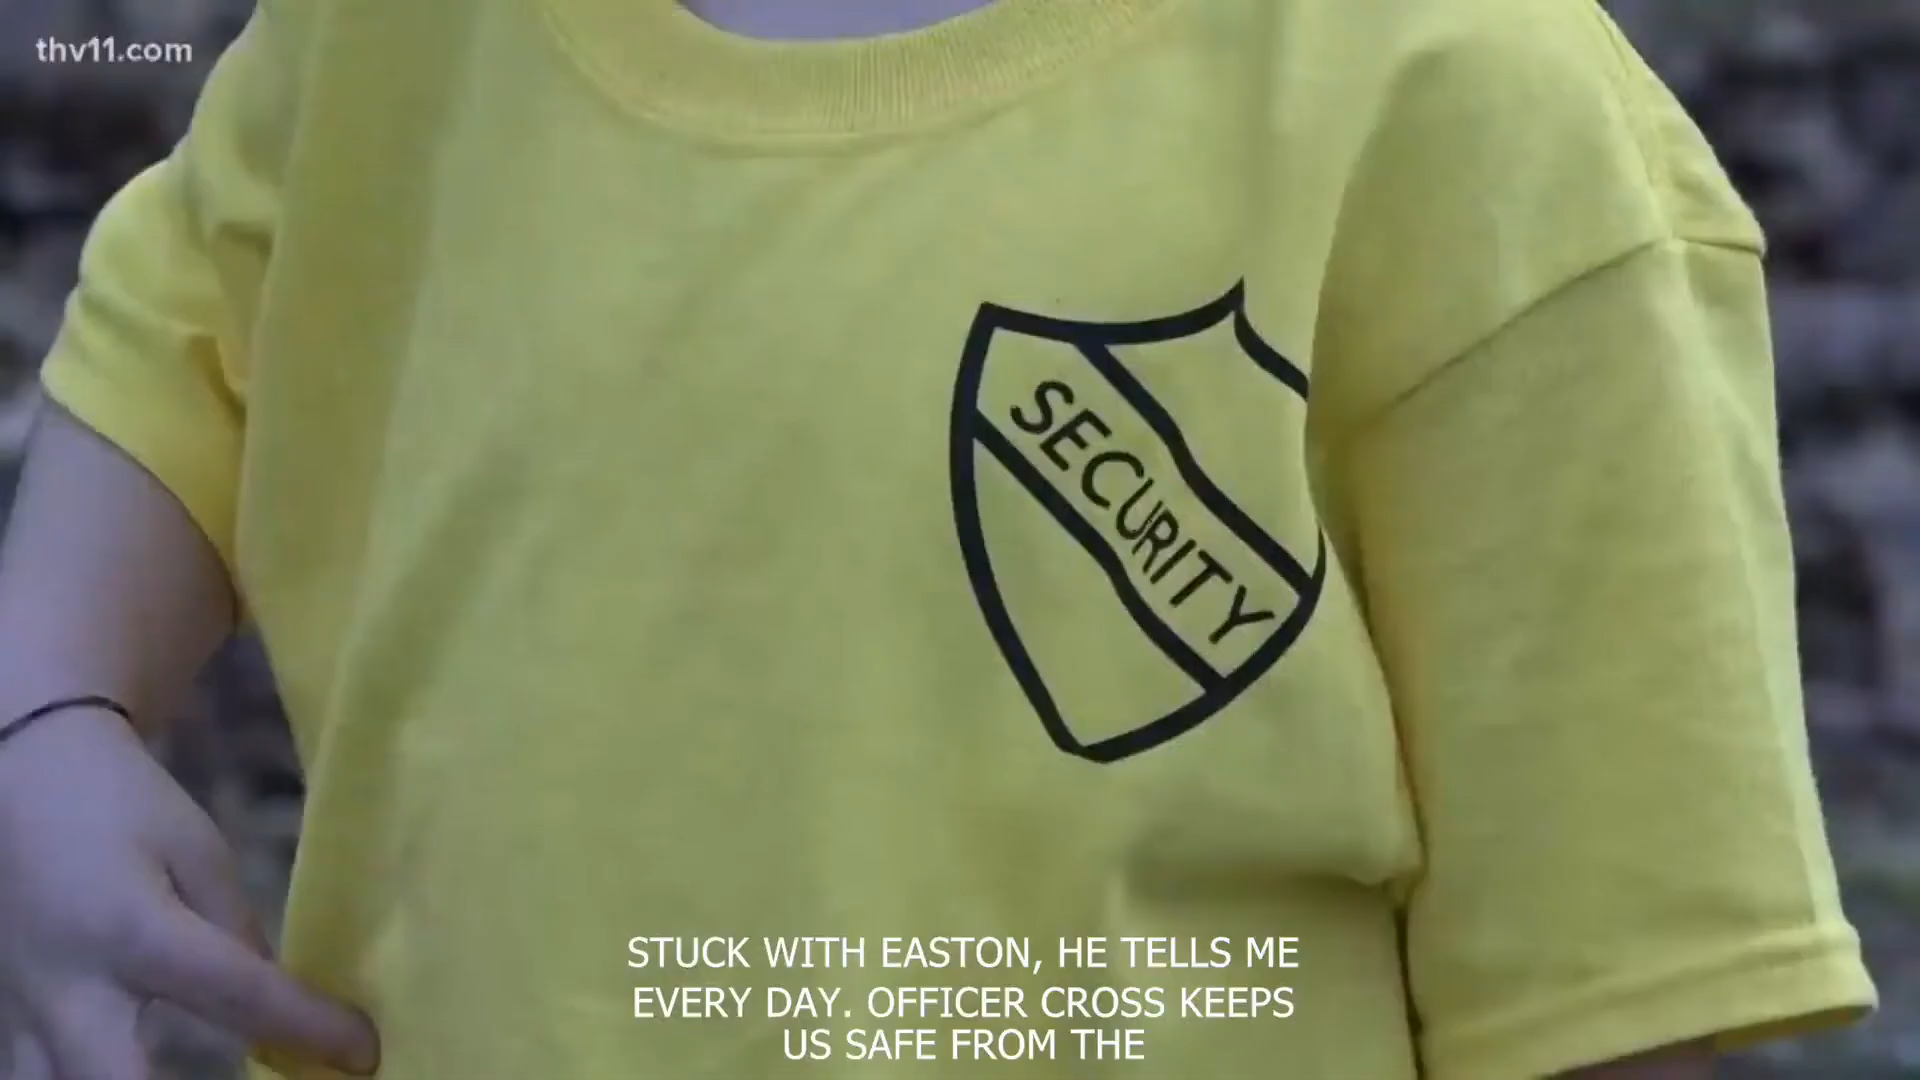 thv11.com
SECURITY
STUCK WITH EASTON, HE TELLS ME
EVERY DAY. OFFICER CROSS KEEPS
US SAFE FROM THE